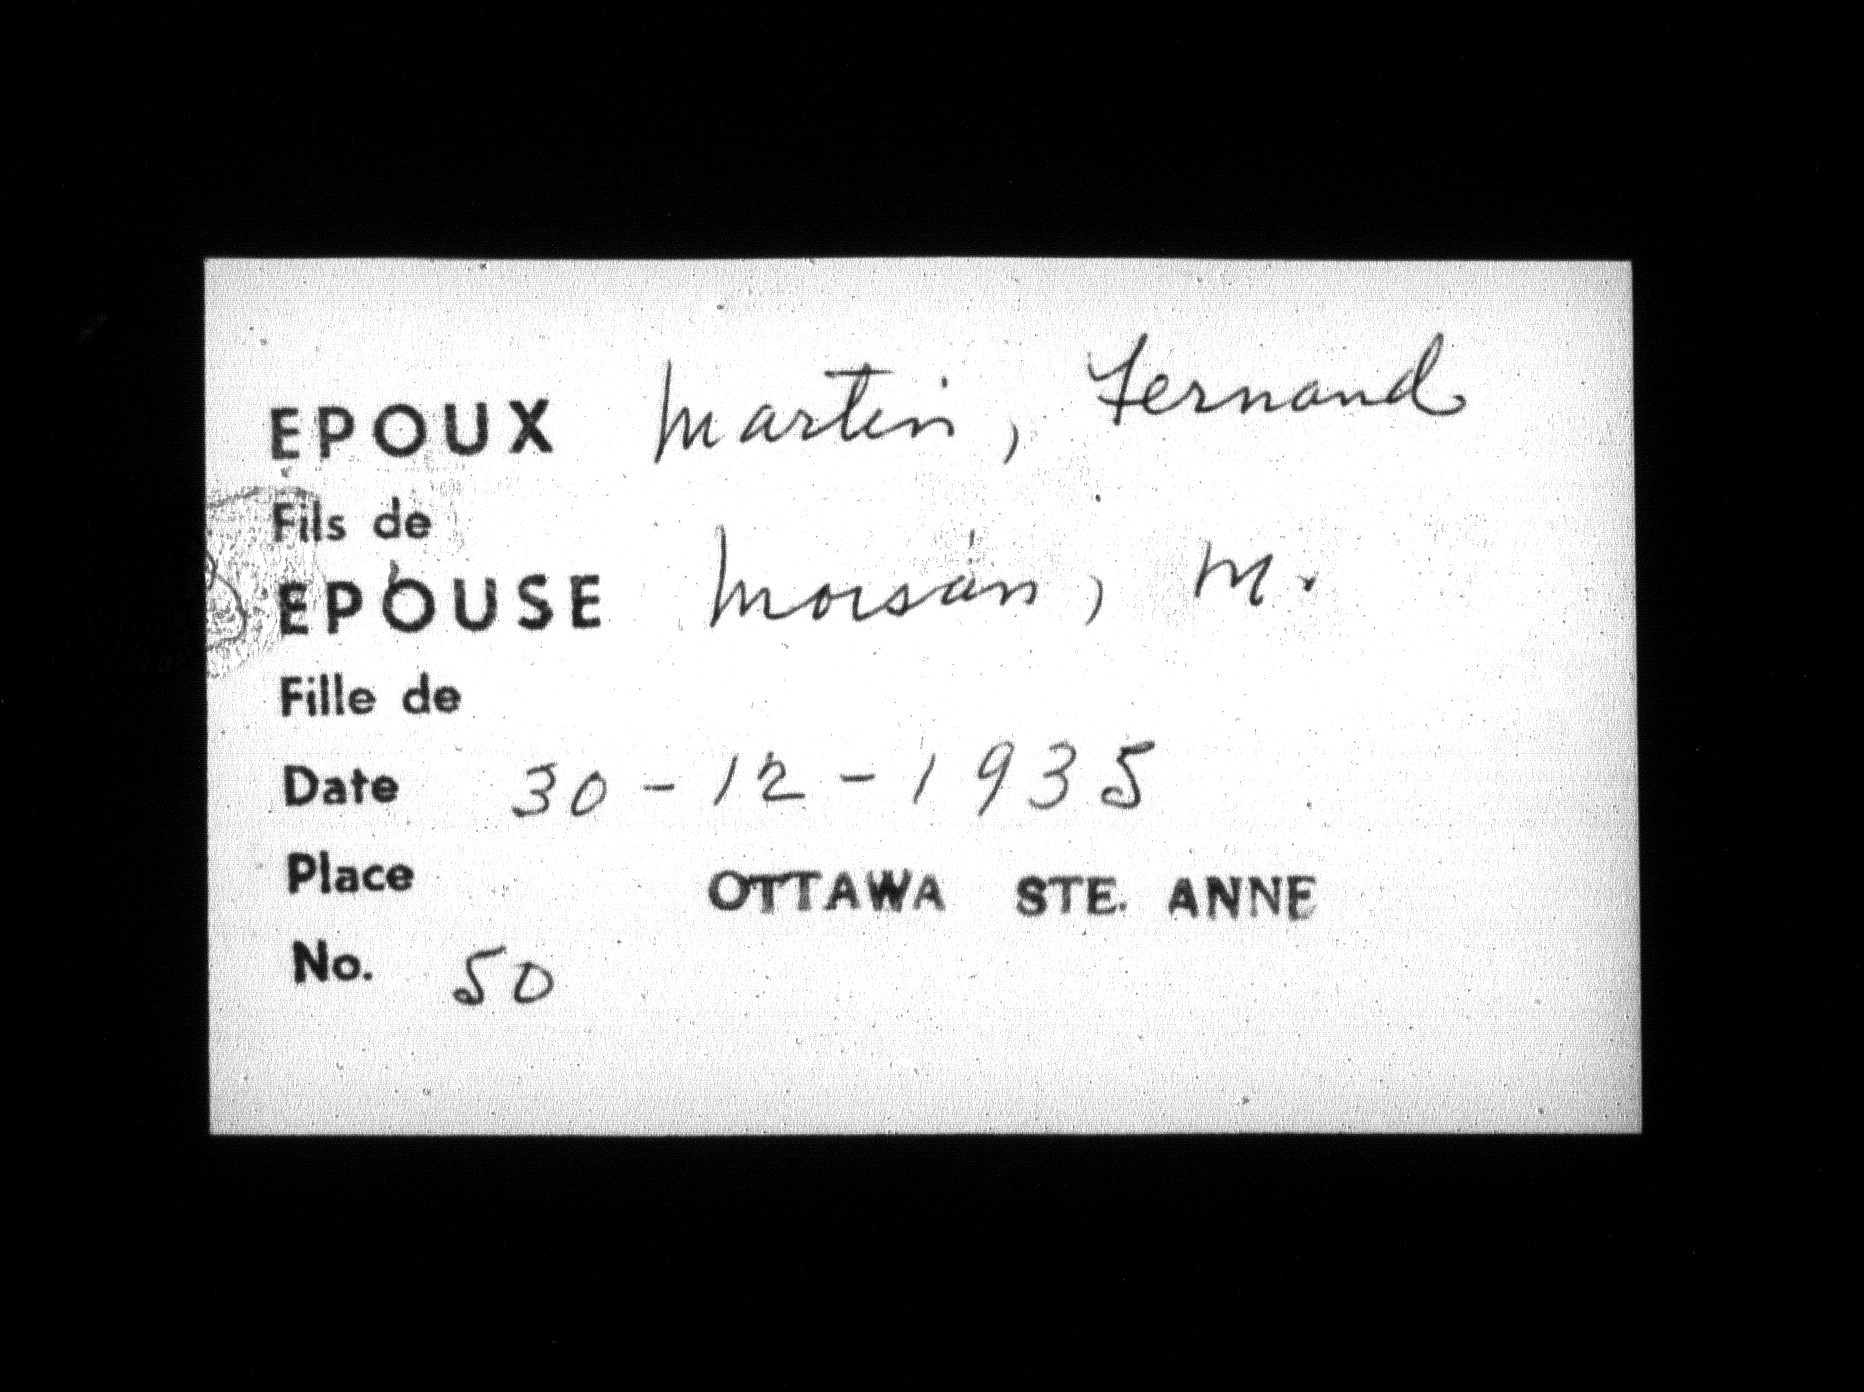 EPOUX Martin, Fernand
Fils de
EPOUSE Moisan, M.
Fille de
Date 30-12-1935
Place OTTAWA STE. ANNE
No. 50